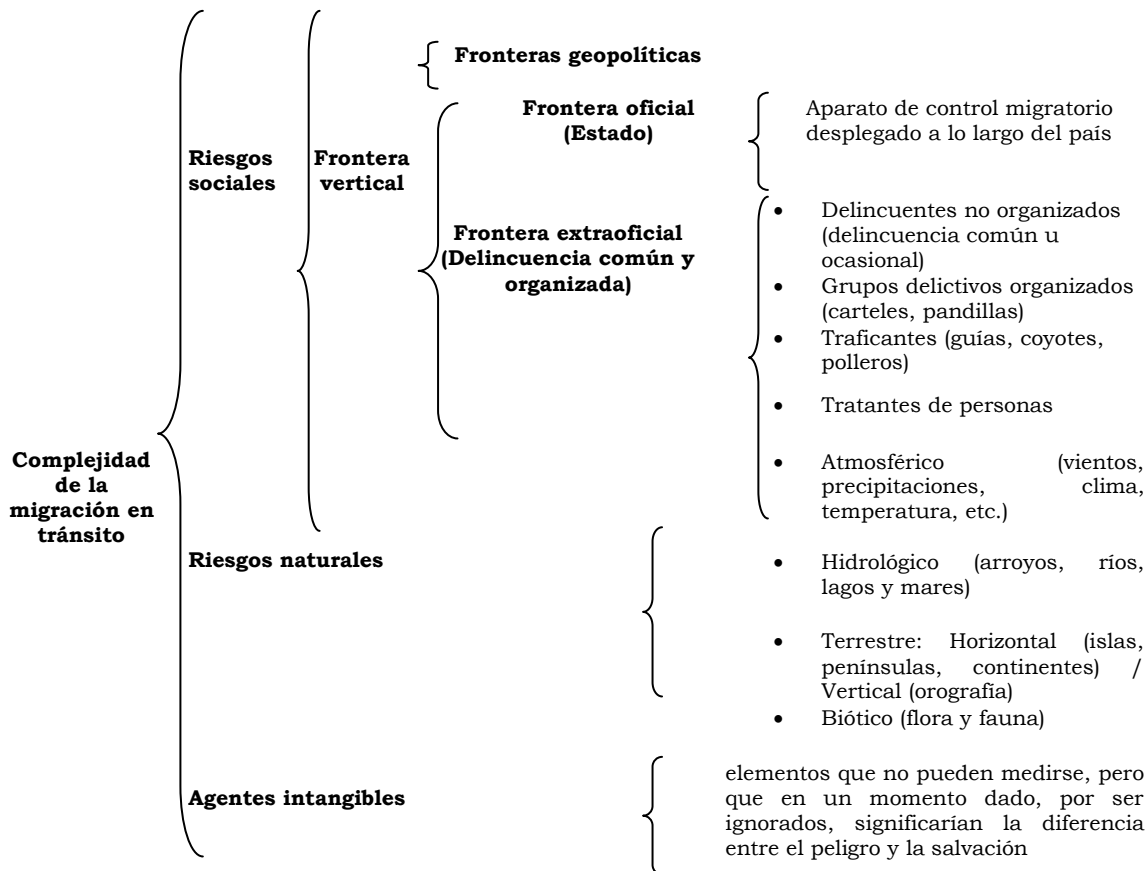 Complejidad
de la
migración en
tránsito
Riesgos
sociales
Frontera
vertical
Fronteras geopolíticas
Frontera oficial
(Estado)
Aparato de control migratorio
desplegado a lo largo del país
Frontera extraoficial
(Delincuencia común y
organizada)
• Delincuentes no organizados
(delincuencia común u
ocasional)
• Grupos delictivos organizados
(carteles, pandillas)
• Traficantes (guías, coyotes,
polleros)
• Tratantes de personas
Riesgos naturales
• Atmosférico (vientos,
precipitaciones, clima,
temperatura, etc.)
• Hidrológico (arroyos, ríos,
lagos y mares)
• Terrestre: Horizontal (islas,
penínsulas, continentes) /
Vertical (orografía)
• Biótico (flora y fauna)
Agentes intangibles
elementos que no pueden medirse, pero
que en un momento dado, por ser
ignorados, significarían la diferencia
entre el peligro y la salvación